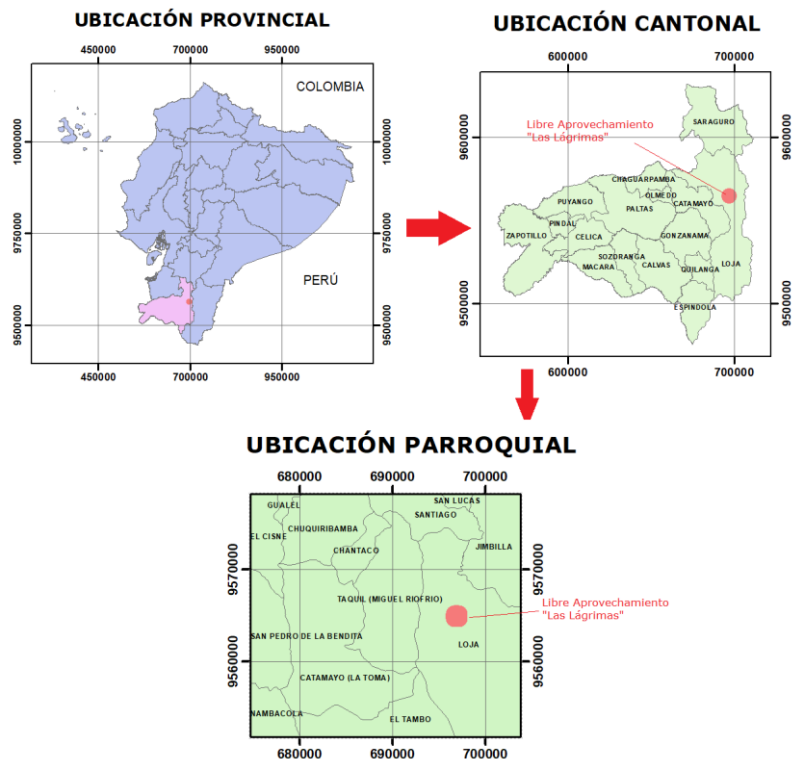 UBICACIÓN PROVINCIAL
450000 700000 9500000
COLOMBIA
PERÚ
10000000 10000000
9750000 9750000
9500000 9500000
450000 700000 9500000
UBICACIÓN CANTONAL
600000 700000
Libre Aprovechamiento
"Las Lágrimas"
SARAGURO
9600000 9600000
CHAGUARPAMBA
OLMEDO
CATAMAYO
PUYANGO
PALTAS
PINDAL
ZAPOTILLO
CELICA
GONZANAMA
SOZORANGA
MACARA
CALVAS
QUILANGA
LOJA
ESPINDOLA
9500000 9500000
600000 700000
UBICACIÓN PARROQUIAL
680000 690000 700000
GUALEL
SAN LUCAS
SANTIAGO
CHUQUIRIBAMBA
EL CISNE
CHANTACO
JIMBILLA
9570000 9570000
TAQUIL (MIGUEL RIOFRIO)
Libre Aprovechamiento
"Las Lágrimas"
SAN PEDRO DE LA BENDITA
LOJA
9560000 9560000
CATAMAYO (LA TOMA)
NAMBACOLA
EL TAMBO
680000 690000 700000